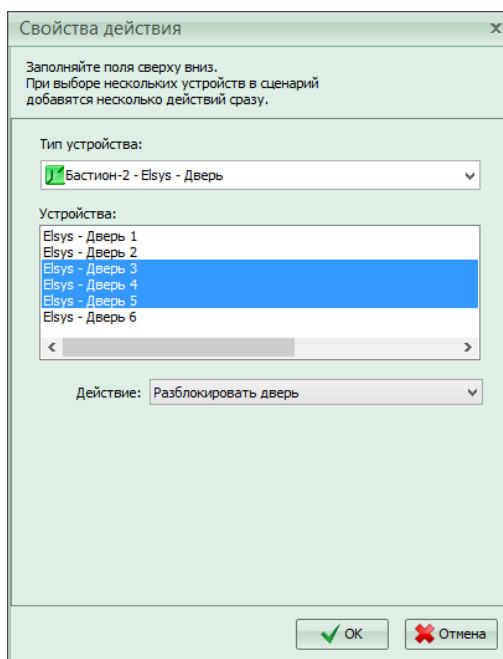 Свойства действия
Заполняйте поля сверху вниз.
При выборе нескольких устройств в сценарий
добавятся несколько действий сразу.
Тип устройства:
Бастион-2 - Elsys - Дверь
Устройства:
Elsys - Дверь 1
Elsys - Дверь 2
Elsys - Дверь 3
Elsys - Дверь 4
Elsys - Дверь 5
Elsys - Дверь 6
Действие: Разблокировать дверь
OK Отмена